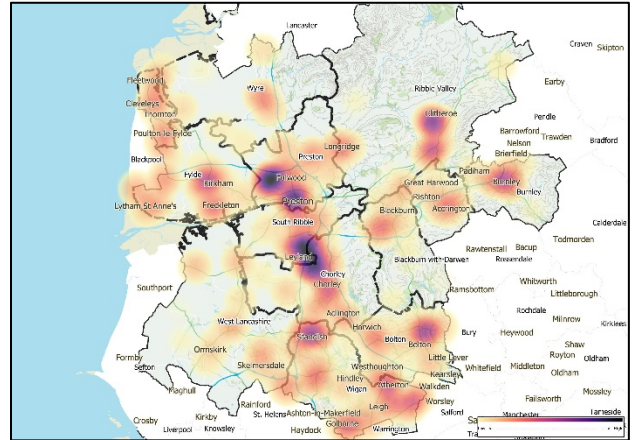 Lancaster
Craven
Skipton
Fleetwood
Ribble Valley
Earby
Cleveleys
Wyre
Thornton
Clitheroe
Pendle
Poulton-le-Fylde
Barrowford
Trawden
Bradford
Longridge
Nelson
Blackpool
Preston
Brierfield
Fylde
Fulwood
Padiham
Kirkham
Great Harwood
Burnley
Burnley
Preston
Rishton
Lytham St Anne's
Freckleton
Accrington
Blackburn
South Ribble
Calderdale
Todmorden
Leyland
Rawtenstall
Bacup
Blackburn with Darwen
Rossendale
Chorley
Chorley
Whitworth
Southport
Ramsbottom
Littleborough
Adlington
Rochdale
West Lancashire
Horwich
Milnrow
Kirklees
Standish
Bolton
Bury
Heywood
Bolton
Shaw
Ormskirk
Formby
Westhoughton
Little Lever
Royton
Oldham
Sefton
Skelmersdale
Kearsley
Whitefield
Middleton
Oldham
Hindley
Atherton
Walkden
Maghull
Wigan
Mossley
Rainford
Leigh
Worsley
Failsworth
Crosby
Kirkby
St. Helens
Ashton-in-Makerfield
Salford
Manchester
Tameside
Liverpool
Knowsley
Haydock
Golborne
Warrington